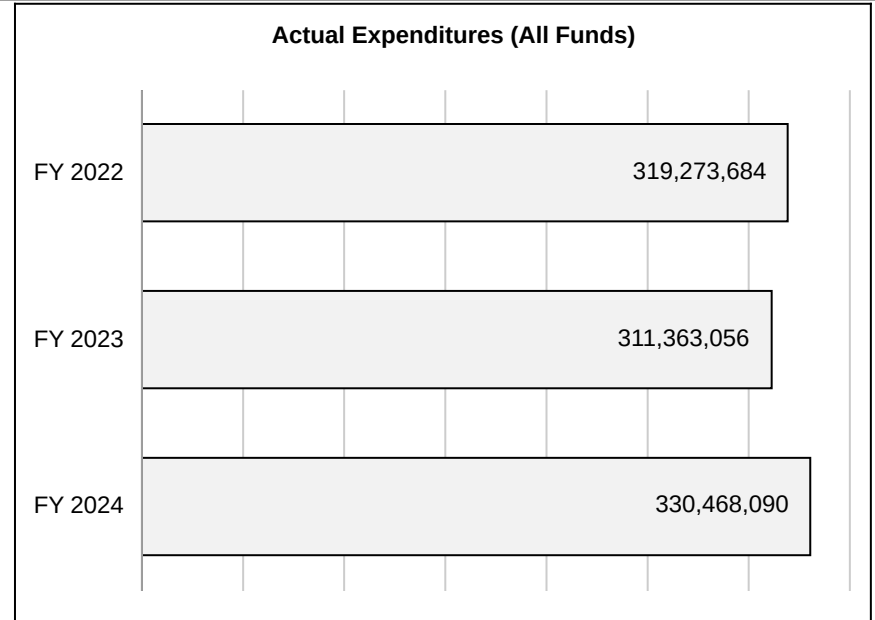 Actual Expenditures (All Funds)
FY 2022 319,273,684
FY 2023 311,363,056
FY 2024 330,468,090